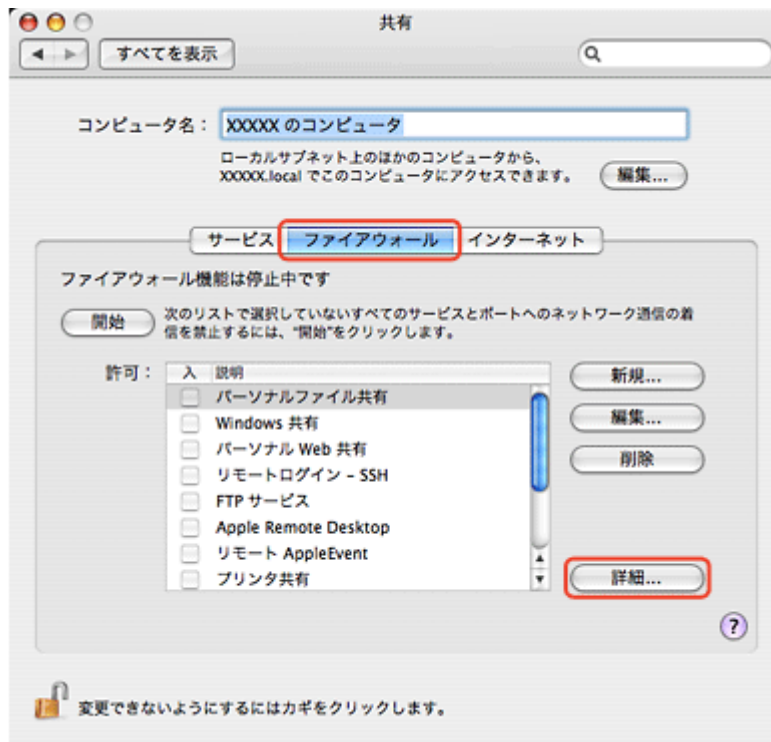 共有
すべてを表示
コンピュータ名： XXXXX のコンピュータ
ローカルサブネット上のほかのコンピュータから、
XXXXX.local でこのコンピュータにアクセスできます。
編集...
サービス ファイアウォール インターネット
ファイアウォール機能は停止中です
開始
次のリストで選択していないすべてのサービスとポートへのネットワーク通信の着
信を禁止するには、“開始”をクリックします。
許可：
入 説明
パーソナルファイル共有
Windows 共有
パーソナル Web 共有
リモートログイン – SSH
FTP サービス
Apple Remote Desktop
リモート AppleEvent
プリンタ共有
新規...
編集...
削除
詳細...
?
変更できないようにするにはカギをクリックします。